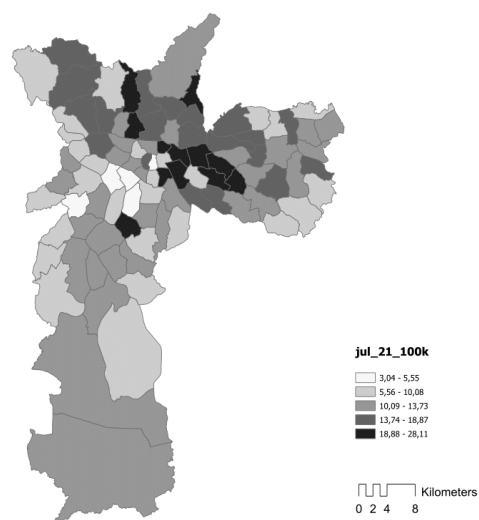 jul_21_100k
3,04 - 5,55
5,56 - 10,08
10,09 - 13,73
13,74 - 18,87
18,88 - 28,11
Kilometers
0 2 4 8